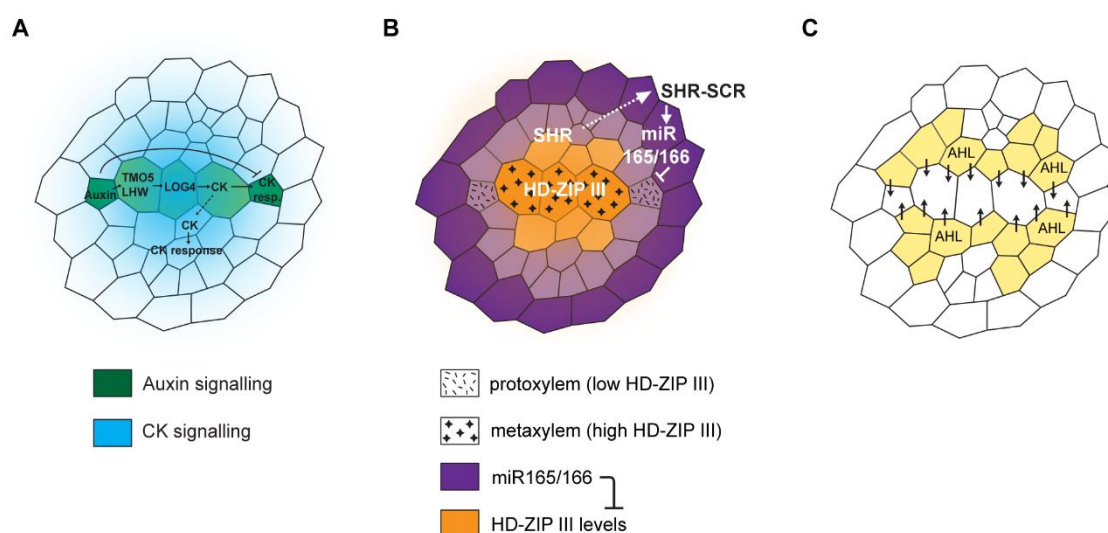 A
B
C
Auxin
TMO5
LHW
LOG4
CK
CK
resp.
CK
CK response
SHR-SCR
SHR
miR
165/166
HD-ZIP III
AHL
AHL
AHL
AHL
Auxin signalling
CK signalling
protoxylem (low HD-ZIP III)
metaxylem (high HD-ZIP III)
miR165/166
HD-ZIP III levels